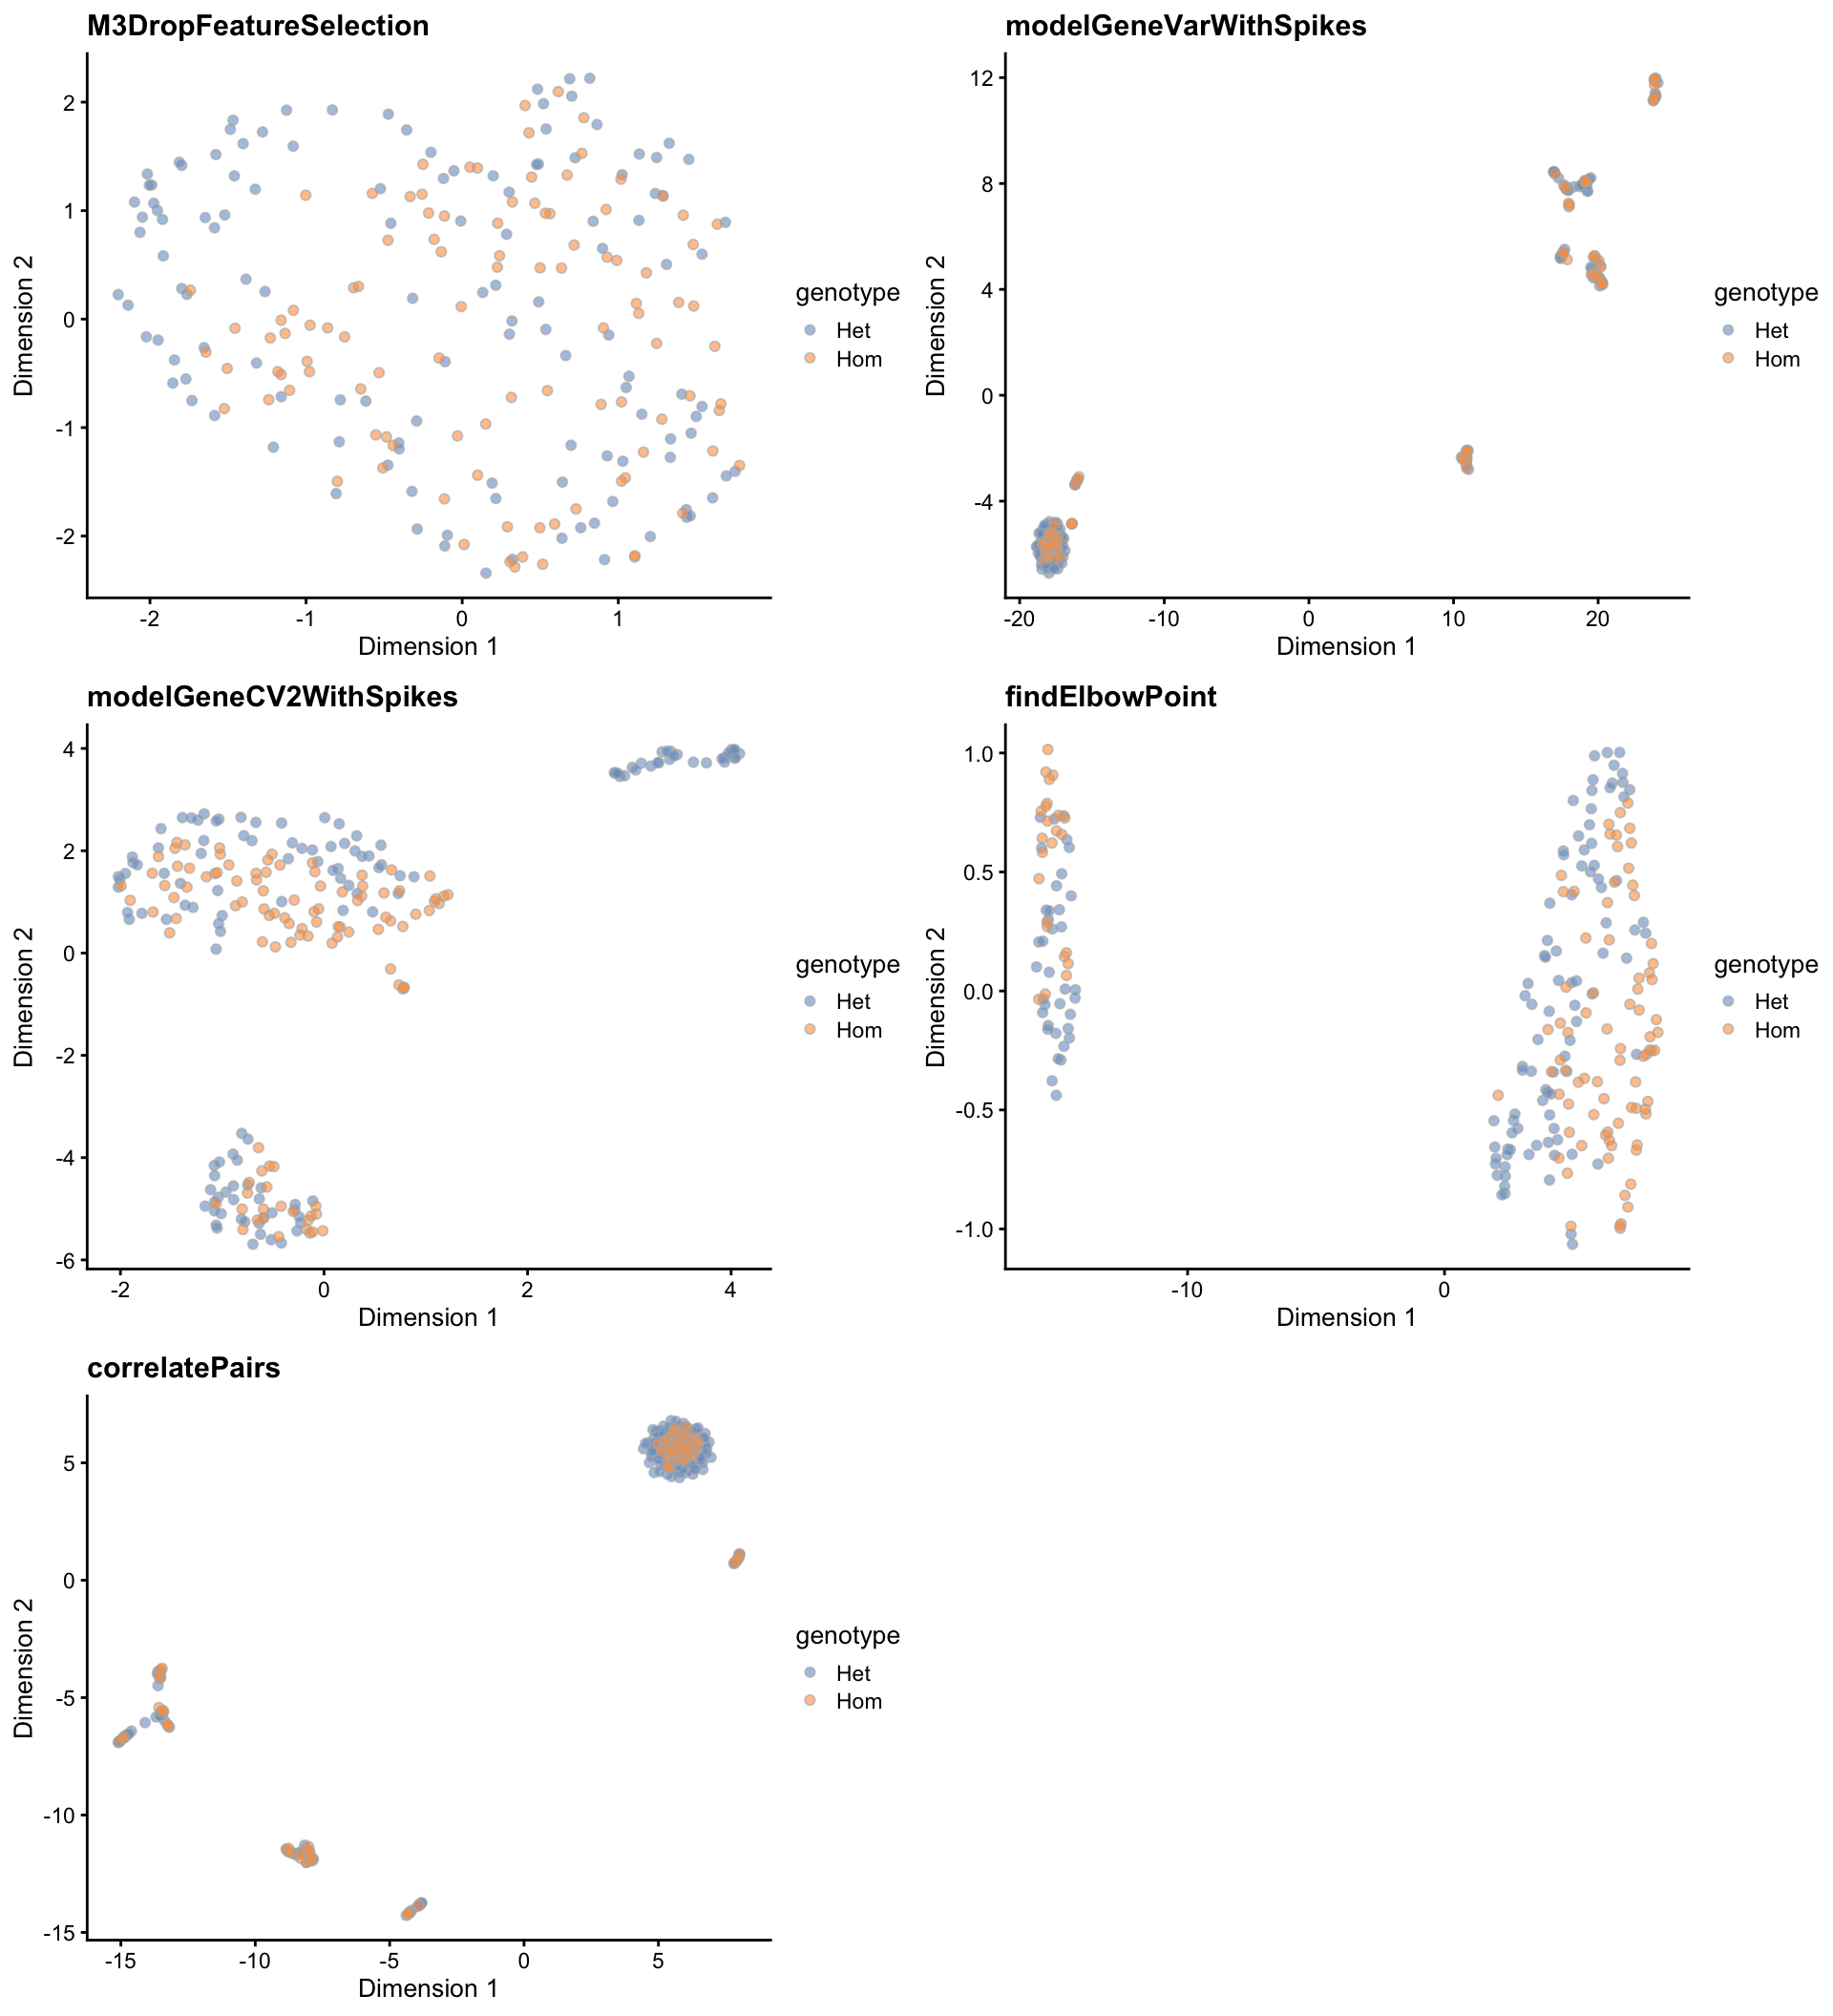 M3DropFeatureSelection
2
1
0
-1
-2
-2
-1
0
1
Dimension 1
Dimension 2
genotype
Het
Hom
modelGeneVarWithSpikes
12
8
4
0
-4
-20
-10
0
10
20
Dimension 1
Dimension 2
genotype
Het
Hom
modelGeneCV2WithSpikes
4
2
0
-2
-4
-6
-2
0
2
4
Dimension 1
Dimension 2
genotype
Het
Hom
findElbowPoint
1.0
0.5
0.0
-0.5
-1.0
-10
0
Dimension 1
Dimension 2
genotype
Het
Hom
correlatePairs
5
0
-5
-10
-15
-15
-10
-5
0
5
Dimension 1
Dimension 2
genotype
Het
Hom